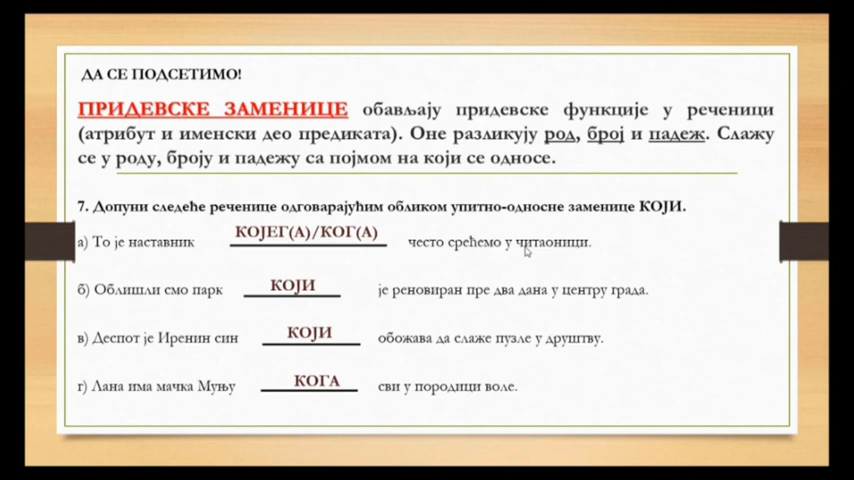 ДА СЕ ПОДСЕТИМО!
ПРИДЕВСКЕ ЗАМЕНИЦЕ обављају придевске функције у реченици
(атрибут и именски део предиката). Оне разликују род, број и падеж. Слажу
се у роду, броју и падежу са појмом на који се односе.
7. Допуни следеће реченице одговарајућим обликом упитно-односне заменице КОЈИ.
а) То је наставник КОЈЕГ(А)/КОГ(А) често срећемо у читаоници.
б) Обишли смо парк КОЈИ је реновиран пре два дана у центру града.
в) Деспот је Иренин син КОЈИ обожава да слаже пузле у друштву.
г) Лана има мачка Муњу КОГА сви у породици воле.